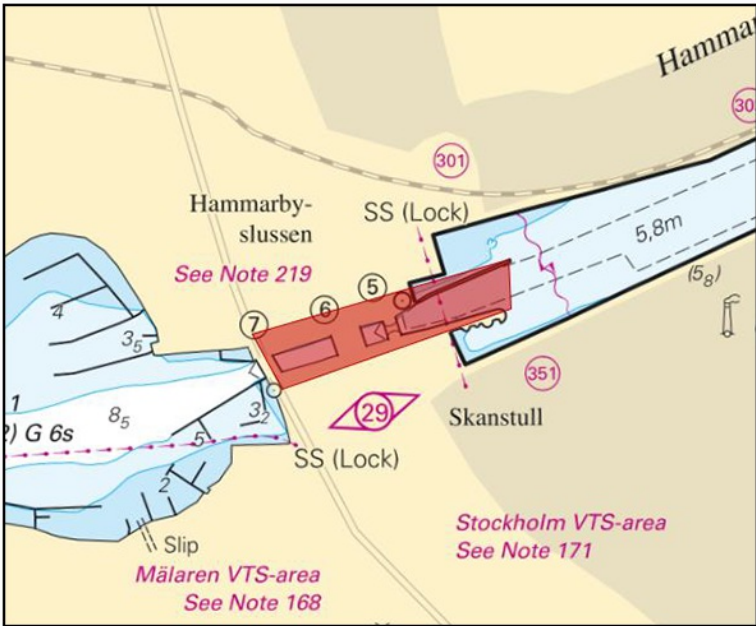 Hammar
30
301
Hammarby-
slussen
SS (Lock)
5,8m
See Note 219
(5₈)
5
6
7
4
3₅
351
1
2) G 6s
8₅
3₂
29
Skanstull
5
SS (Lock)
2
Slip
Stockholm VTS-area
See Note 171
Mälaren VTS-area
See Note 168